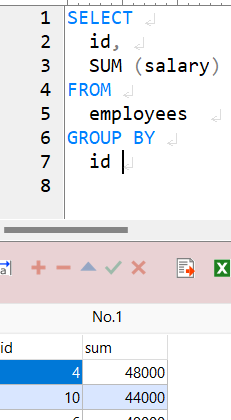 1 SELECT
2 id,
3 SUM (salary)
4 FROM
5 employees
6 GROUP BY
7 id
8
No.1
id sum
4 48000
10 44000